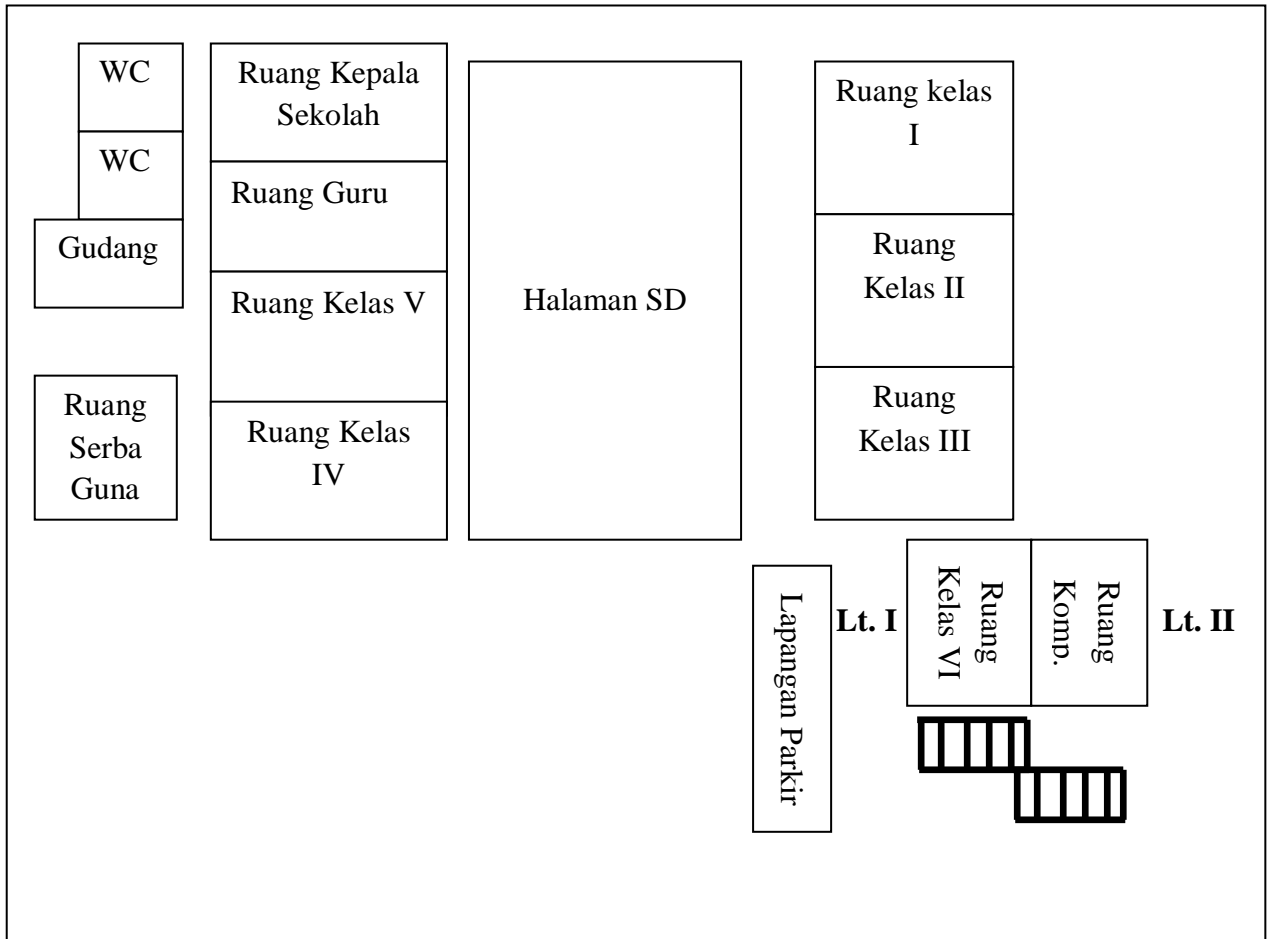 WC
WC
Gudang
Ruang
Serba
Guna
Ruang Kepala
Sekolah
Ruang Guru
Ruang Kelas V
Ruang Kelas
IV
Halaman SD
Ruang kelas
I
Ruang
Kelas II
Ruang
Kelas III
Lapangan Parkir
Lt. I
Ruang
Kelas VI
Ruang
Komp.
Lt. II